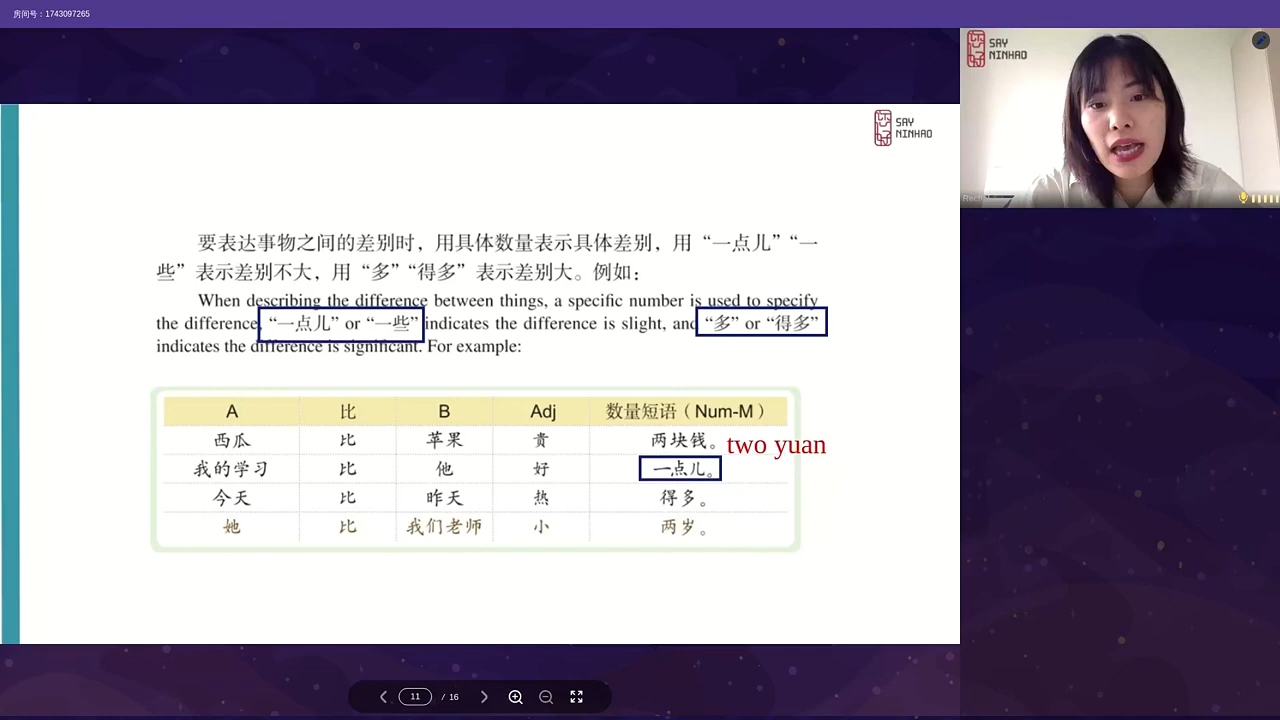 房间号：1743097265
SAY
NINHAO
SAY
NINHAO
要表达事物之间的差别时，用具体数量表示具体差别，用“一点儿”“一
些”表示差别不大，用“多”“得多”表示差别大。例如：
When describing the difference between things, a specific number is used to specify
the difference, “一点儿” or “一些” indicates the difference is slight, and “多” or “得多”
indicates the difference is significant. For example:
A 比 B Adj 数量短语（Num-M）
西瓜 比 苹果 贵 两块钱。 two yuan
我的学习 比 他 好 一点儿。
今天 比 昨天 热 得多。
她 比 我们老师 小 两岁。
11 / 16